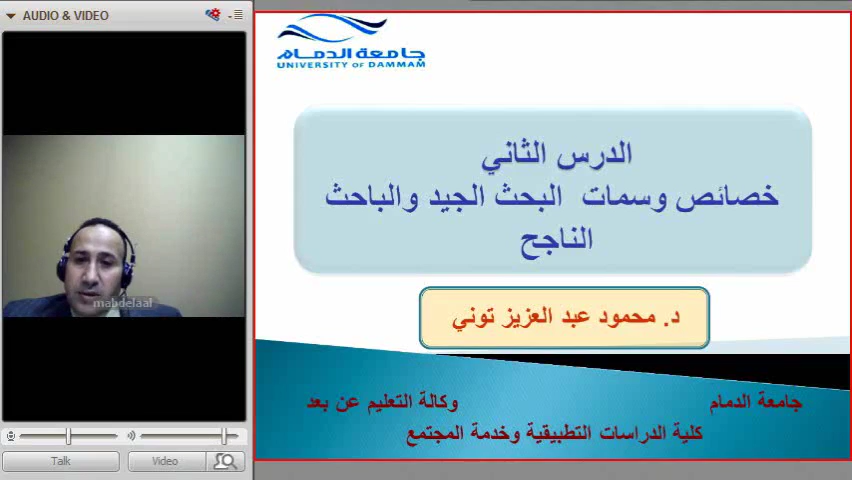 AUDIO & VIDEO
mabdelaal
Talk
Video
جامعة الدمام
UNIVERSITY OF DAMMAM
الدرس الثاني
خصائص وسمات البحث الجيد والباحث
الناجح
د. محمود عبد العزيز توني
جامعة الدمام وكالة التعليم عن بعد
كلية الدراسات التطبيقية وخدمة المجتمع